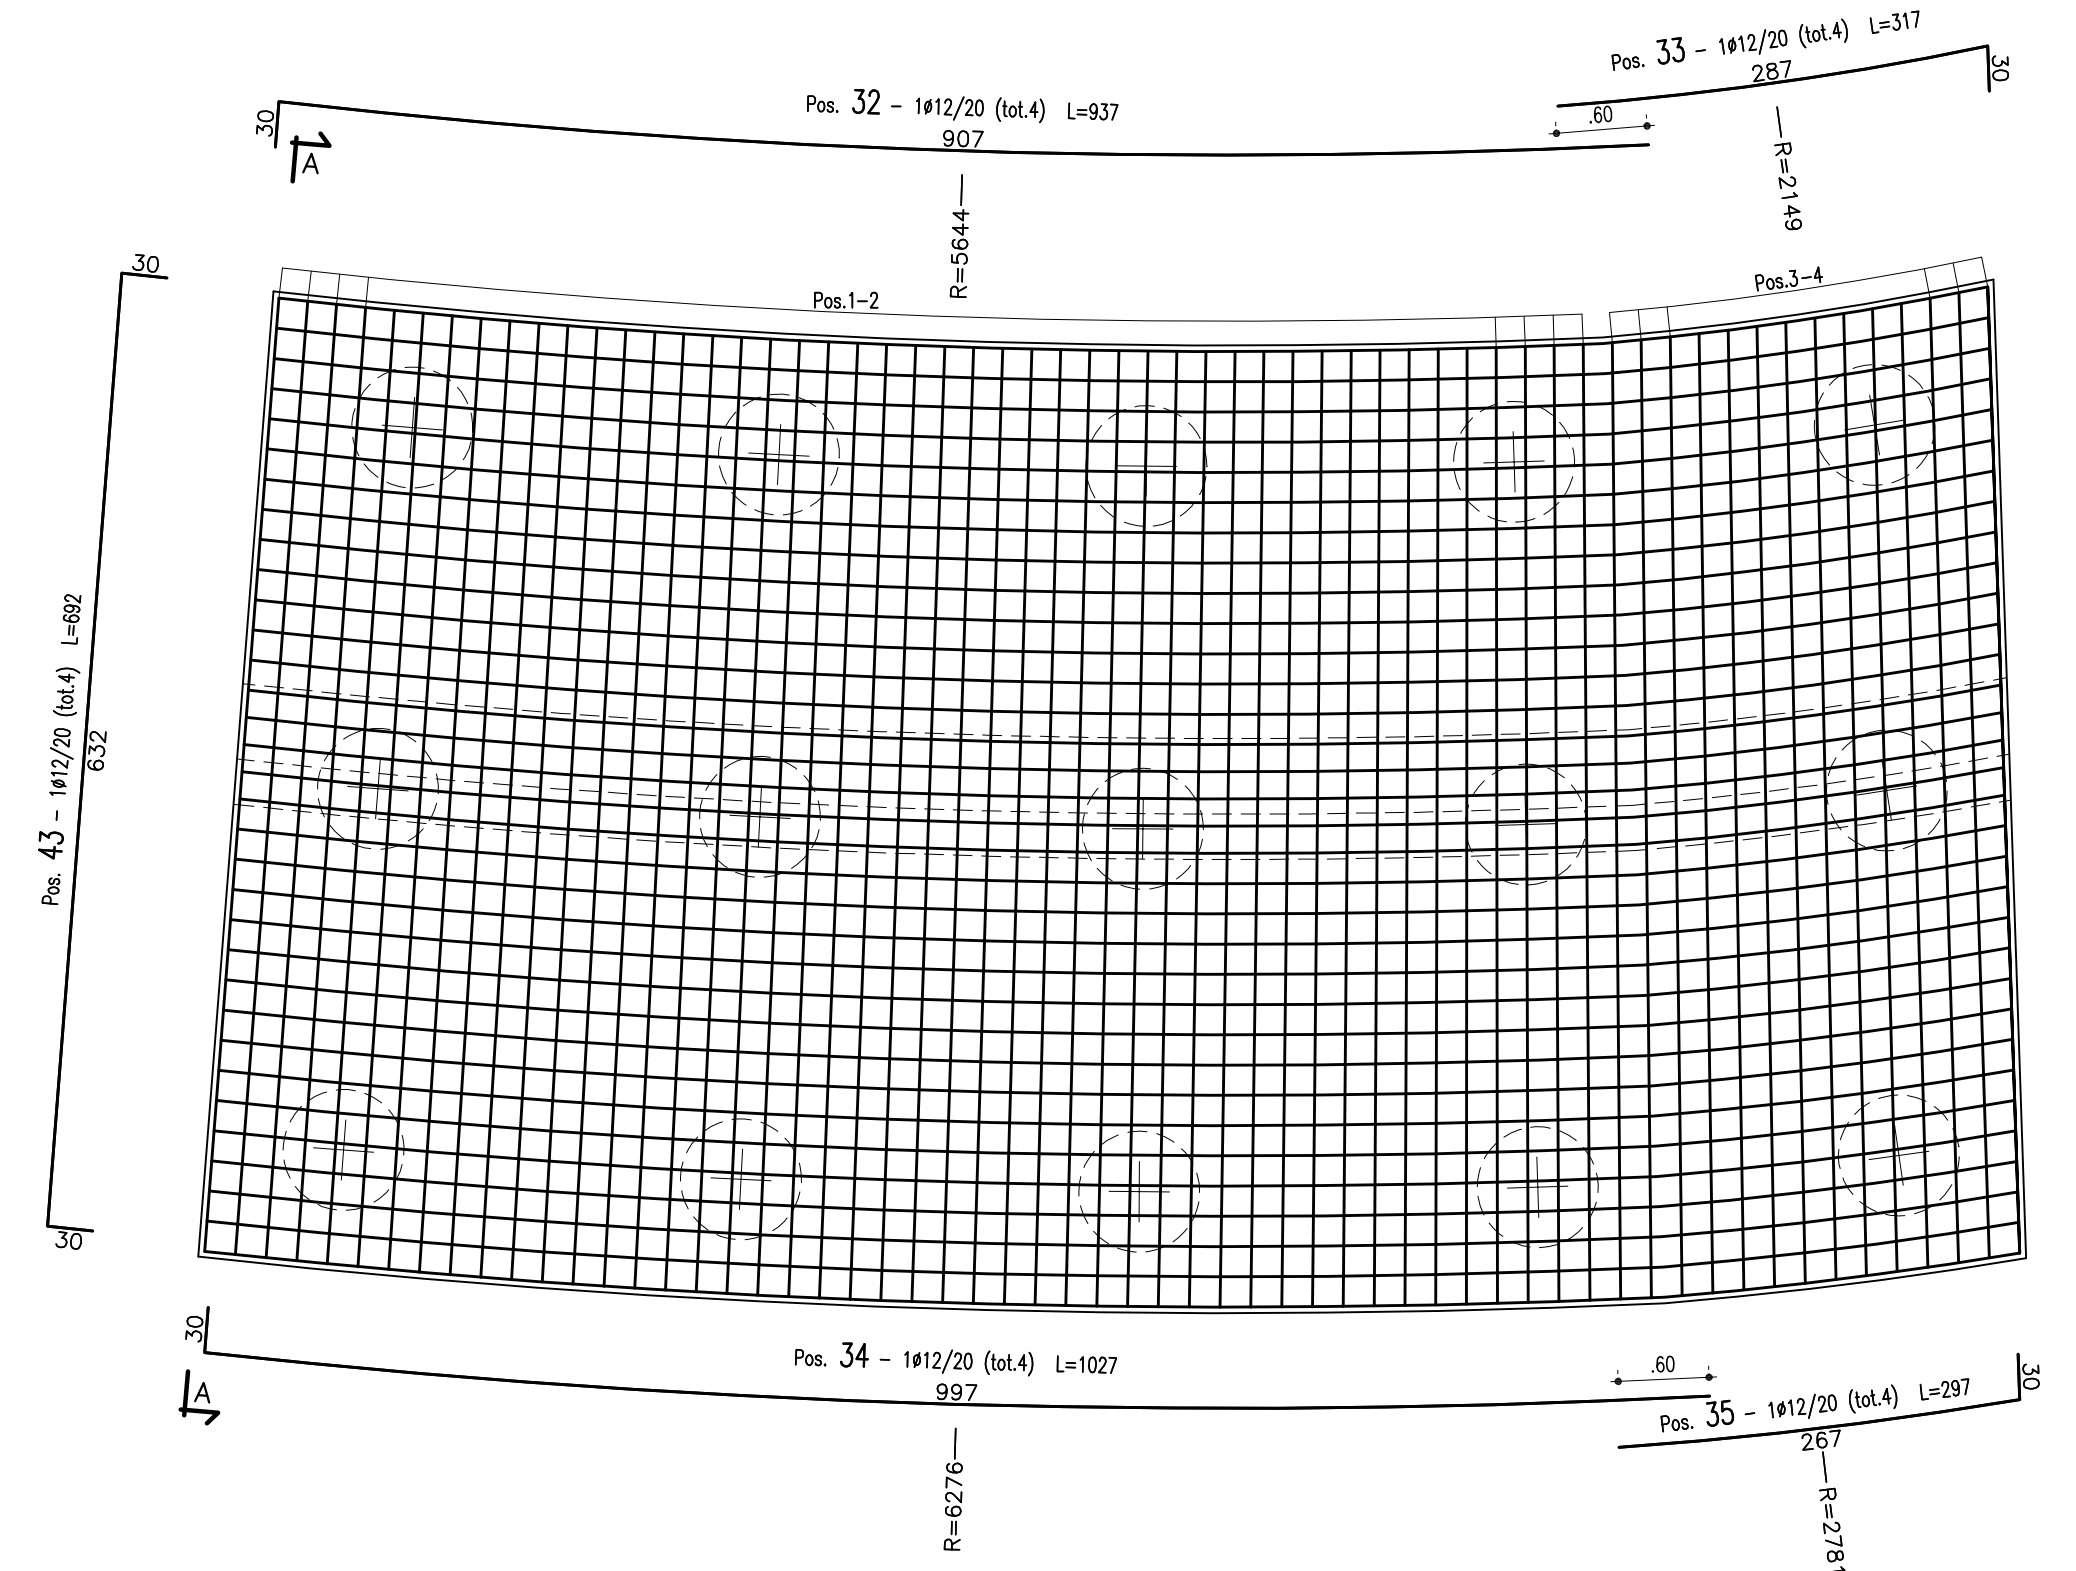 Pos. 33 - 1ø12/20 (tot.4) L=317
287
30
Pos. 32 - 1ø12/20 (tot.4) L=937
907
30
.60
A
R=5644
R=2149
30
Pos.1-2
Pos.3-4
Pos. 43 - 1ø12/20 (tot.4) L=692
632
30
30
Pos. 34 - 1ø12/20 (tot.4) L=1027
997
.60
30
Pos. 35 - 1ø12/20 (tot.4) L=297
267
A
R=6276
R=278